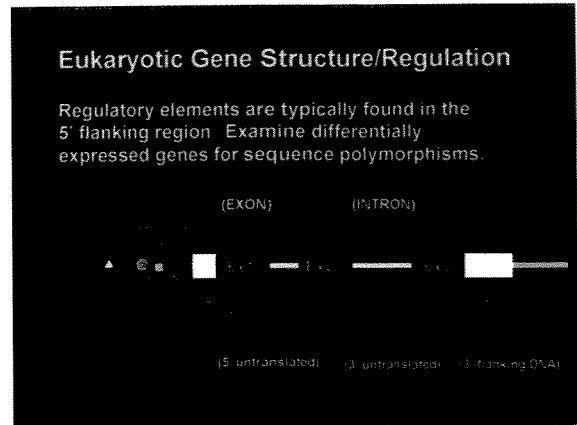 Eukaryotic Gene Structure/Regulation
Regulatory elements are typically found in the
5' flanking region Examine differentially
expressed genes for sequence polymorphisms.
(EXON) (INTRON)
(5' untranslated) (3' untranslated) (3' flanking DNA)